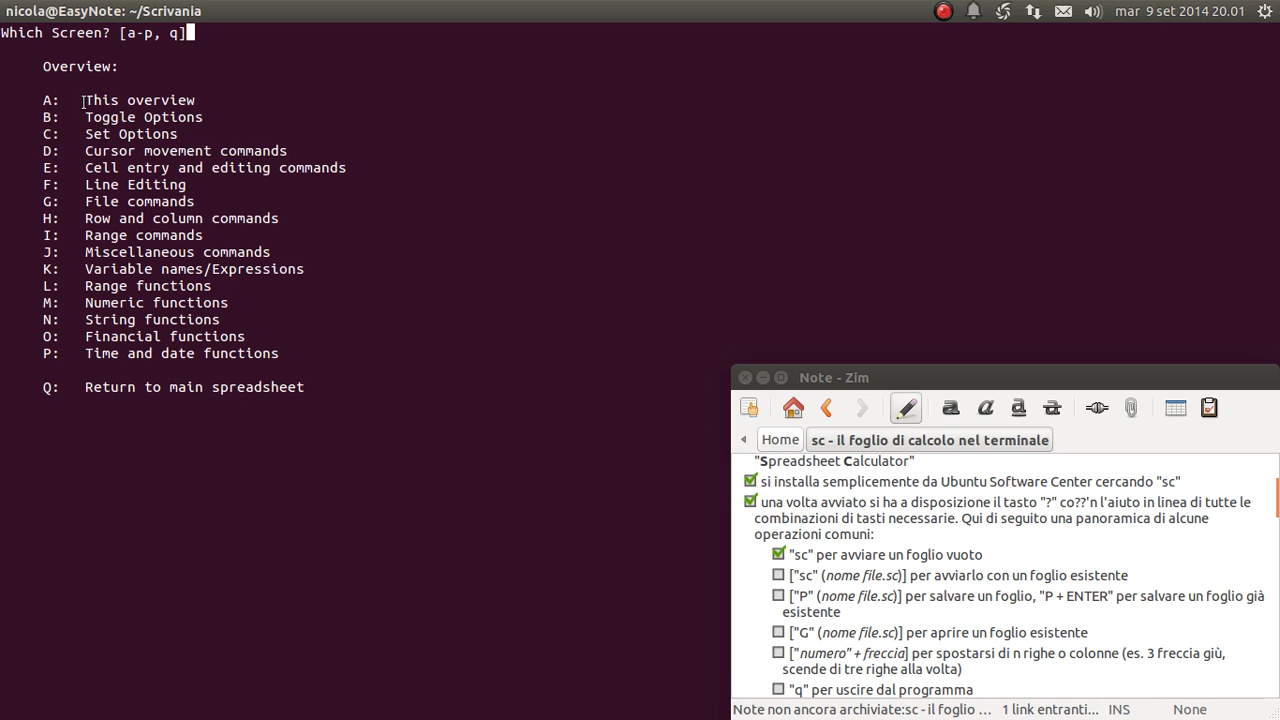 nicola@EasyNote: ~/Scrivania
mar 9 set 2014 20.01
Which Screen? [a-p, q]
Overview:
A: This overview
B: Toggle Options
C: Set Options
D: Cursor movement commands
E: Cell entry and editing commands
F: Line Editing
G: File commands
H: Row and column commands
I: Range commands
J: Miscellaneous commands
K: Variable names/Expressions
L: Range functions
M: Numeric functions
N: String functions
O: Financial functions
P: Time and date functions
Q: Return to main spreadsheet
Note - Zim
Home
sc - il foglio di calcolo nel terminale
"Spreadsheet Calculator"
si installa semplicemente da Ubuntu Software Center cercando "sc"
una volta avviato si ha a disposizione il tasto "?" co??'n l'aiuto in linea di tutte le
combinazioni di tasti necessarie. Qui di seguito una panoramica di alcune
operazioni comuni:
"sc" per avviare un foglio vuoto
["sc" (nome file.sc)] per avviarlo con un foglio esistente
["P" (nome file.sc)] per salvare un foglio, "P + ENTER" per salvare un foglio già
esistente
["G" (nome file.sc)] per aprire un foglio esistente
["numero" + freccia] per spostarsi di n righe o colonne (es. 3 freccia giù,
scende di tre righe alla volta)
"q" per uscire dal programma
Note non ancora archiviate:sc - il foglio ...
1 link entranti...
INS
None